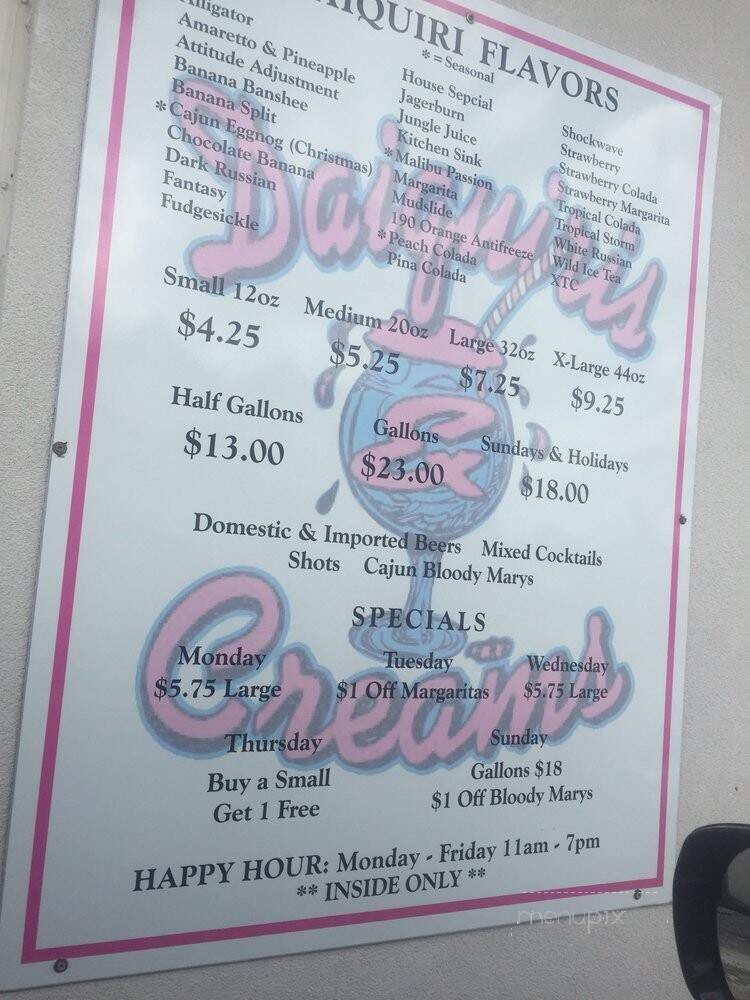 DAIQUIRI FLAVORS
* = Seasonal
Alligator
Amaretto & Pineapple
Attitude Adjustment
Banana Banshee
Banana Split
* Cajun Eggnog (Christmas)
Chocolate Banana
Dark Russian
Fantasy
Fudgesickle
House Sepcial
Jagerburn
Jungle Juice
Kitchen Sink
* Malibu Passion
Margarita
Mudslide
190 Orange Antifreeze
* Peach Colada
Pina Colada
Shockwave
Strawberry
Strawberry Colada
Strawberry Margarita
Tropical Colada
Tropical Storm
White Russian
Wild Ice Tea
XTC
Daiquiris
Small 12oz Medium 20oz Large 32oz X-Large 44oz
$4.25 $5.25 $7.25 $9.25
Half Gallons Gallons Sundays & Holidays
$13.00 $23.00 $18.00
Ex
Domestic & Imported Beers Mixed Cocktails
Shots Cajun Bloody Marys
SPECIALS
Creams
Monday Tuesday Wednesday
$5.75 Large $1 Off Margaritas $5.75 Large
Thursday Sunday
Buy a Small Gallons $18
Get 1 Free $1 Off Bloody Marys
HAPPY HOUR: Monday - Friday 11am - 7pm
** INSIDE ONLY **
menupix